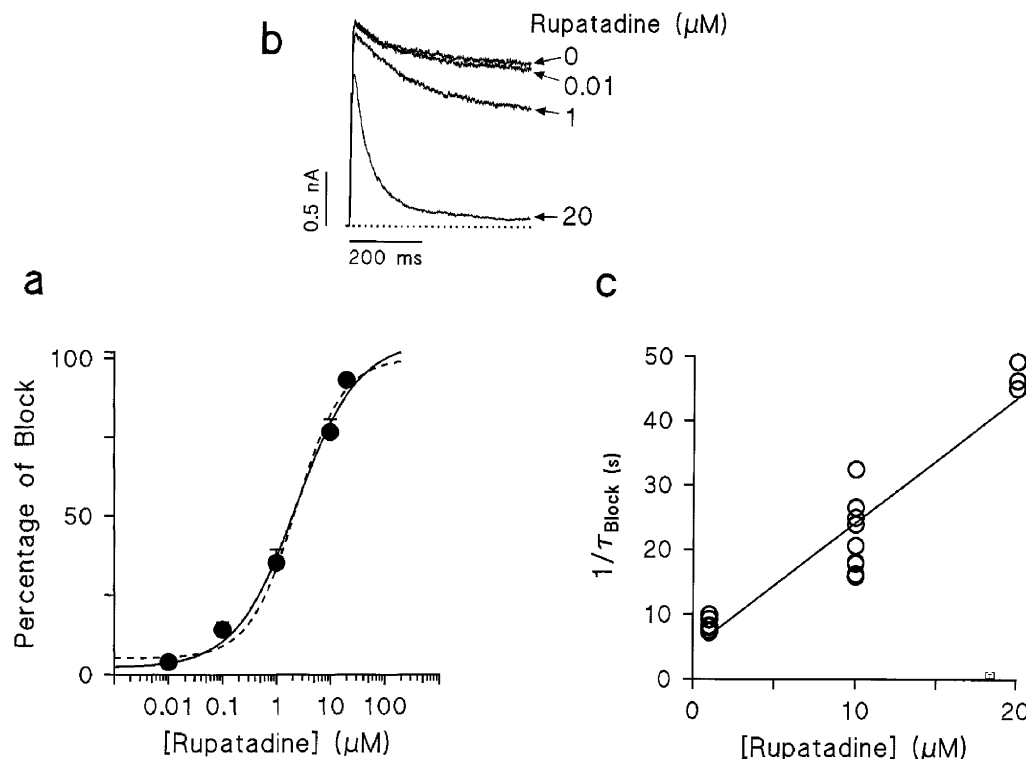 b
Rupatadine (µM)
0
0.01
1
20
0.5 nA
200 ms
a
Percentage of Block
100
50
0
0.01 0.1 1 10 100
[Rupatadine] (µM)
c
1/τBlock (s)
50
40
30
20
10
0
0 10 20
[Rupatadine] (µM)